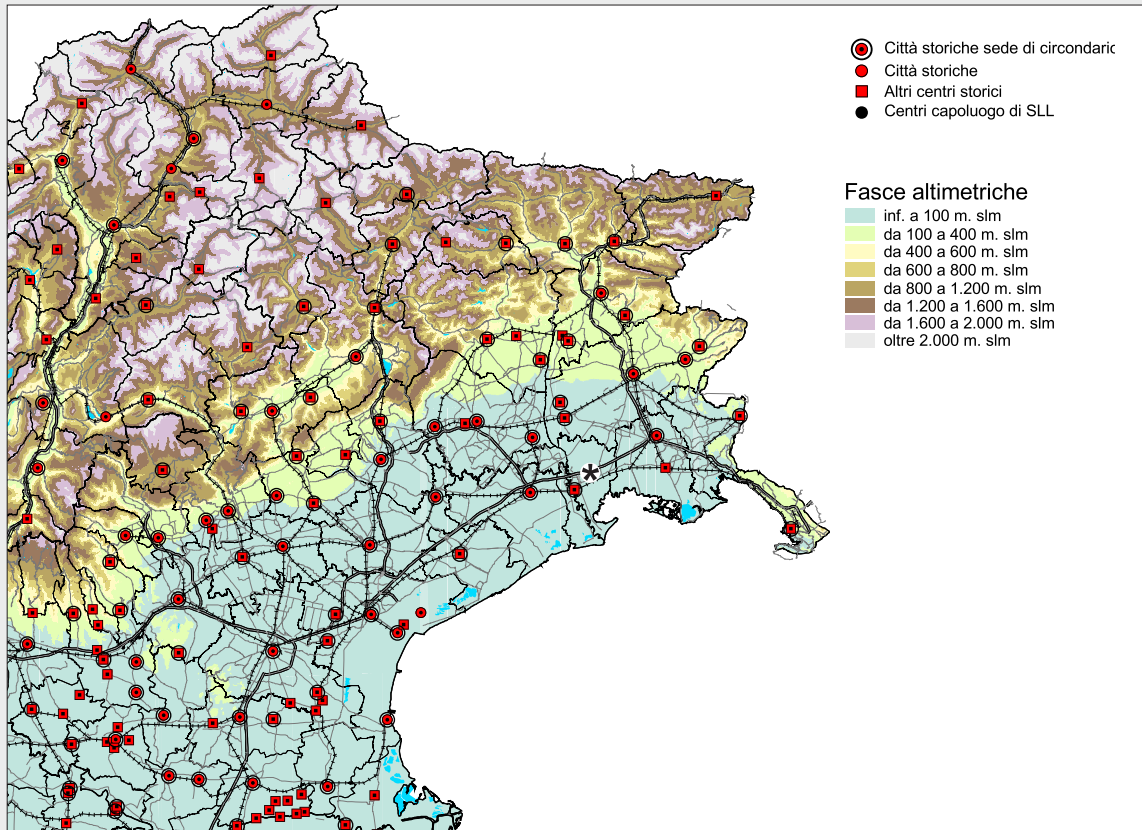 Città storiche sede di circondaric
Città storiche
Altri centri storici
Centri capoluogo di SLL
Fasce altimetriche
inf. a 100 m. slm
da 100 a 400 m. slm
da 400 a 600 m. slm
da 600 a 800 m. slm
da 800 a 1.200 m. slm
da 1.200 a 1.600 m. slm
da 1.600 a 2.000 m. slm
oltre 2.000 m. slm
*